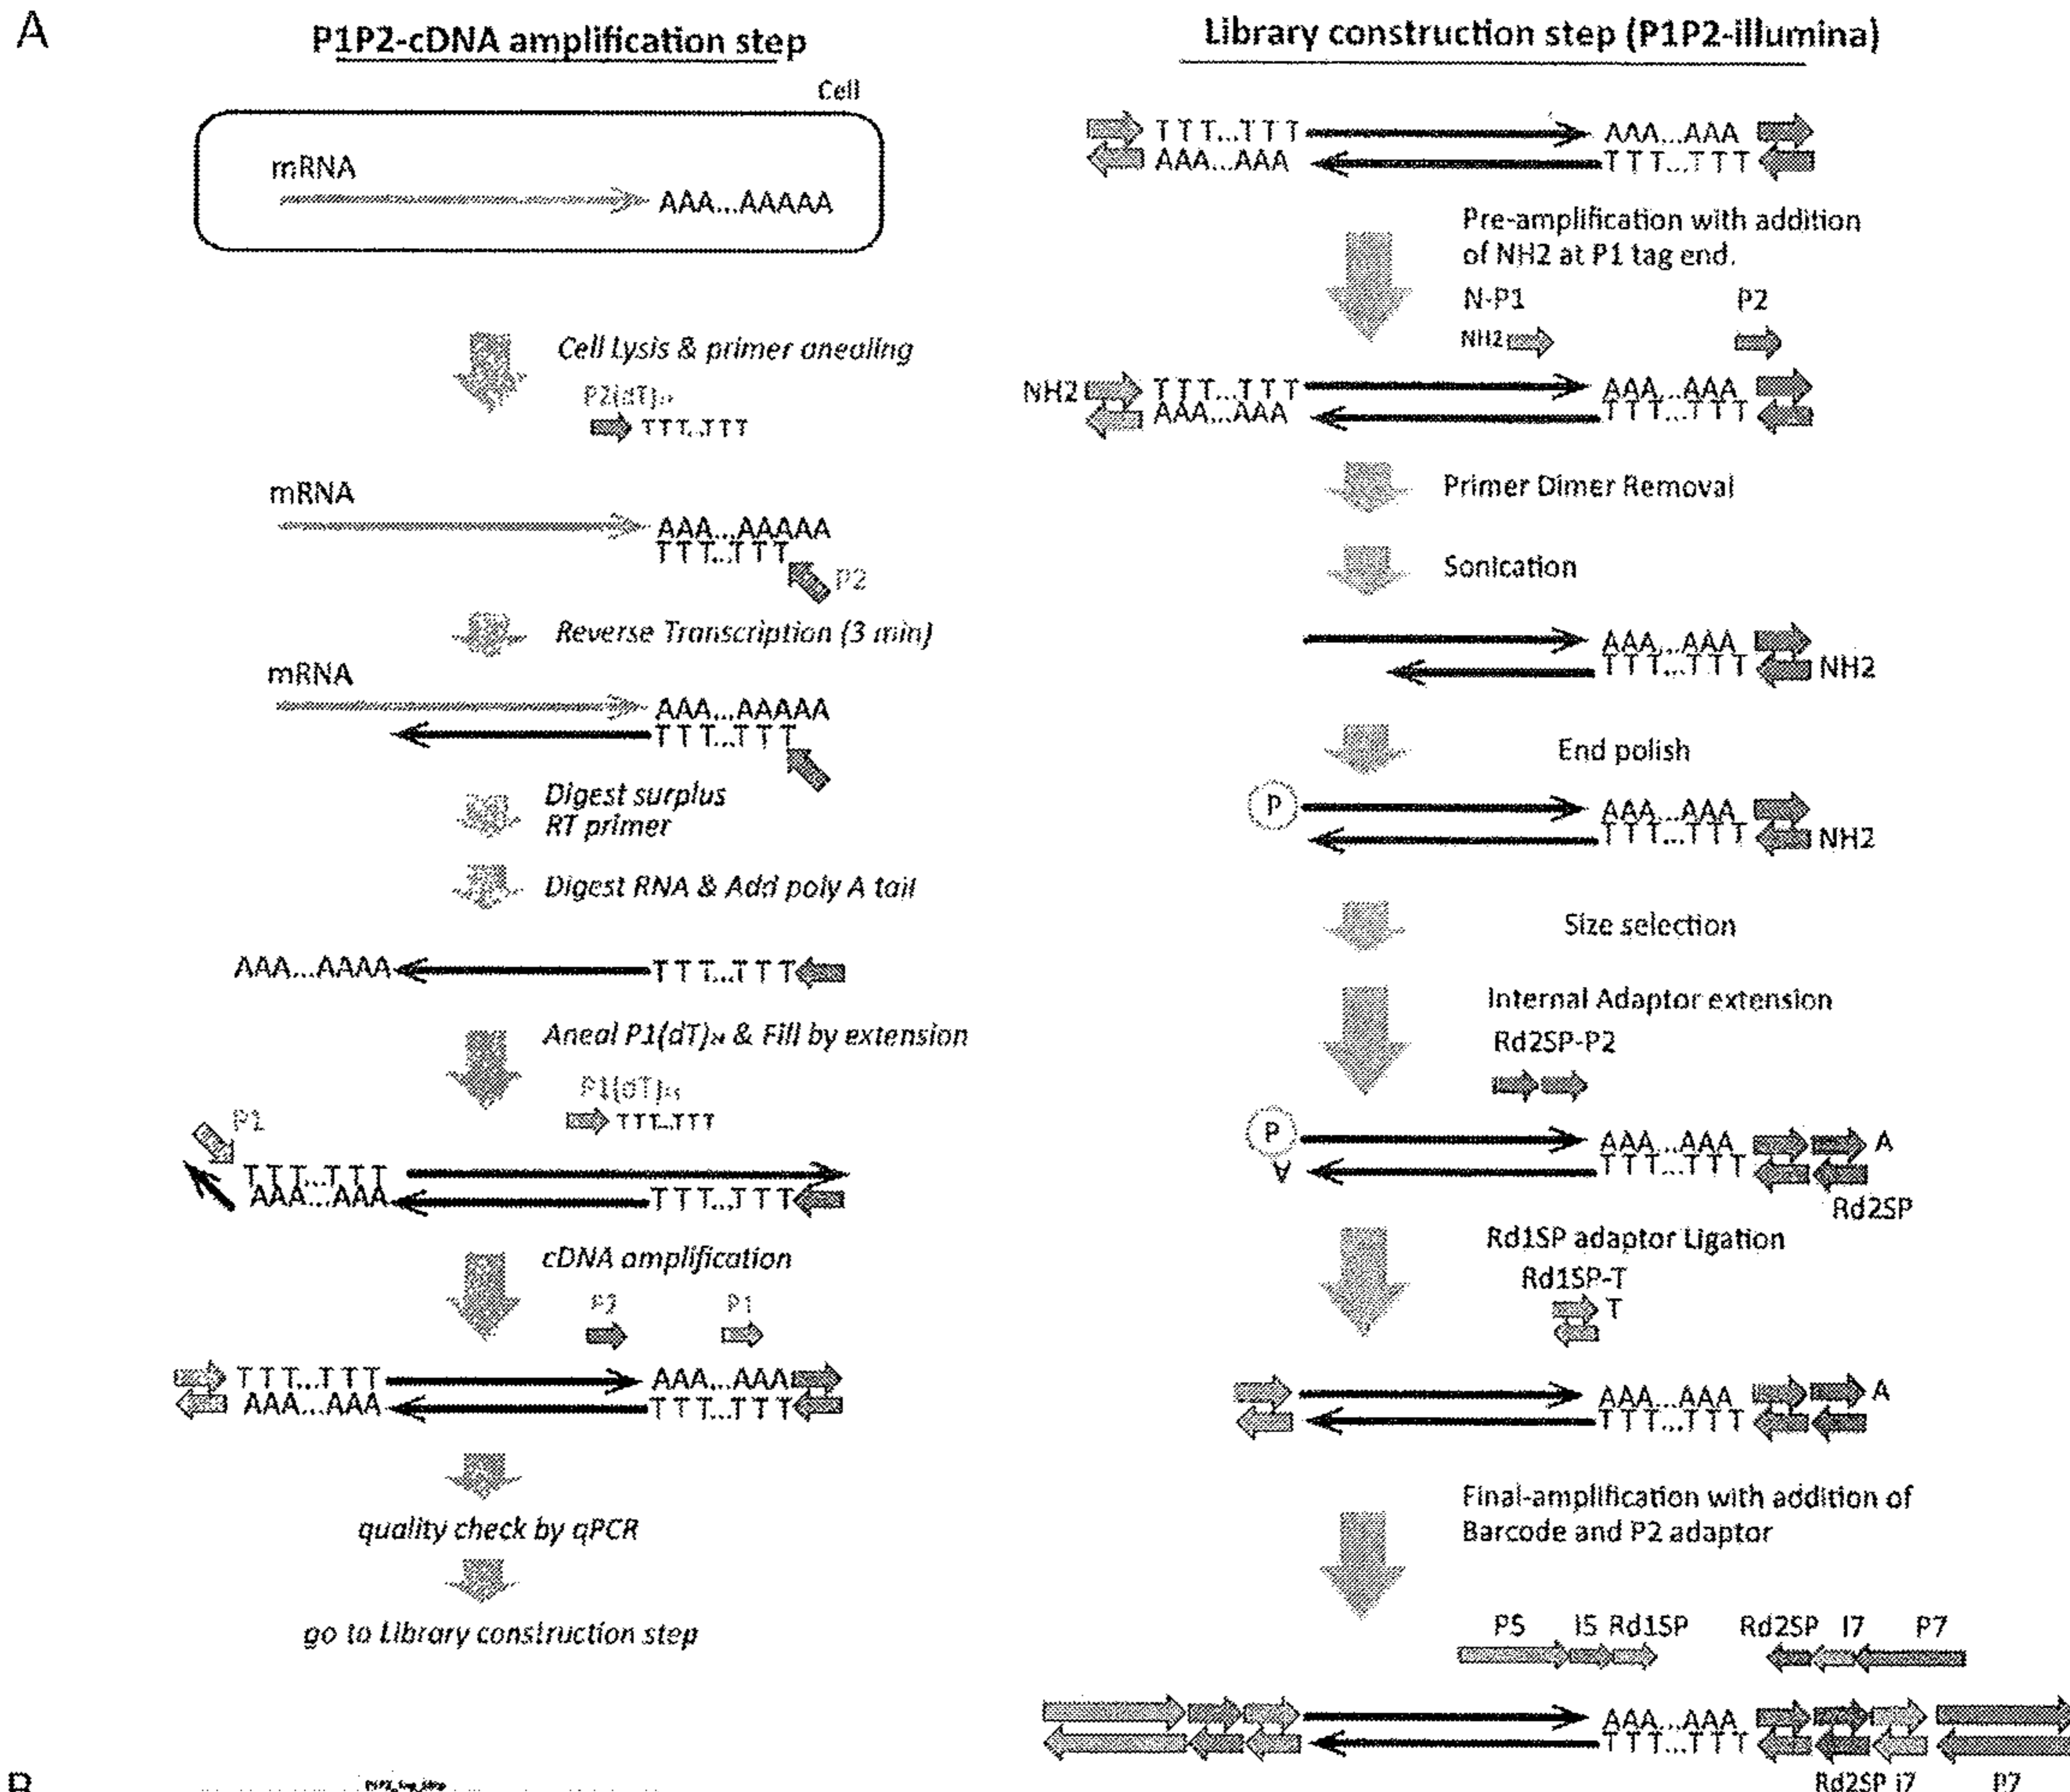 A
P1P2-cDNA amplification step
Cell
mRNA
AAA...AAAAA
Cell Lysis & primer anealing
P2(dT)₂₄
TTT...TTT
mRNA
AAA...AAAAA
TTT...TTT
P2
Reverse Transcription (3 min)
mRNA
AAA...AAAAA
TTT...TTT
Digest surplus
RT primer
Digest RNA & Add poly A tail
AAA...AAAA
TTT...TTT
Aneal P1(dT)₂₄ & Fill by extension
P1(dT)₂₄
TTT...TTT
P1
TTT...TTT
AAA...AAA
TTT...TTT
cDNA amplification
P2 P1
TTT...TTT AAA...AAA
AAA...AAA TTT...TTT
quality check by qPCR
go to Library construction step
B
Library construction step (P1P2-illumina)
TTT...TTT AAA...AAA
AAA...AAA TTT...TTT
Pre-amplification with addition
of NH2 at P1 tag end.
N-P1 P2
NH2
NH2 TTT...TTT AAA...AAA
AAA...AAA TTT...TTT
Primer Dimer Removal
Sonication
AAA...AAA
TTT...TTT NH2
End polish
P AAA...AAA
TTT...TTT NH2
Size selection
Internal Adaptor extension
Rd2SP-P2
P AAA...AAA A
A TTT...TTT
Rd2SP
Rd1SP adaptor Ligation
Rd1SP-T
T
AAA...AAA A
TTT...TTT
Final-amplification with addition of
Barcode and P2 adaptor
P5 I5 Rd1SP Rd2SP I7 P7
AAA...AAA
TTT...TTT
Rd2SP i7 P7